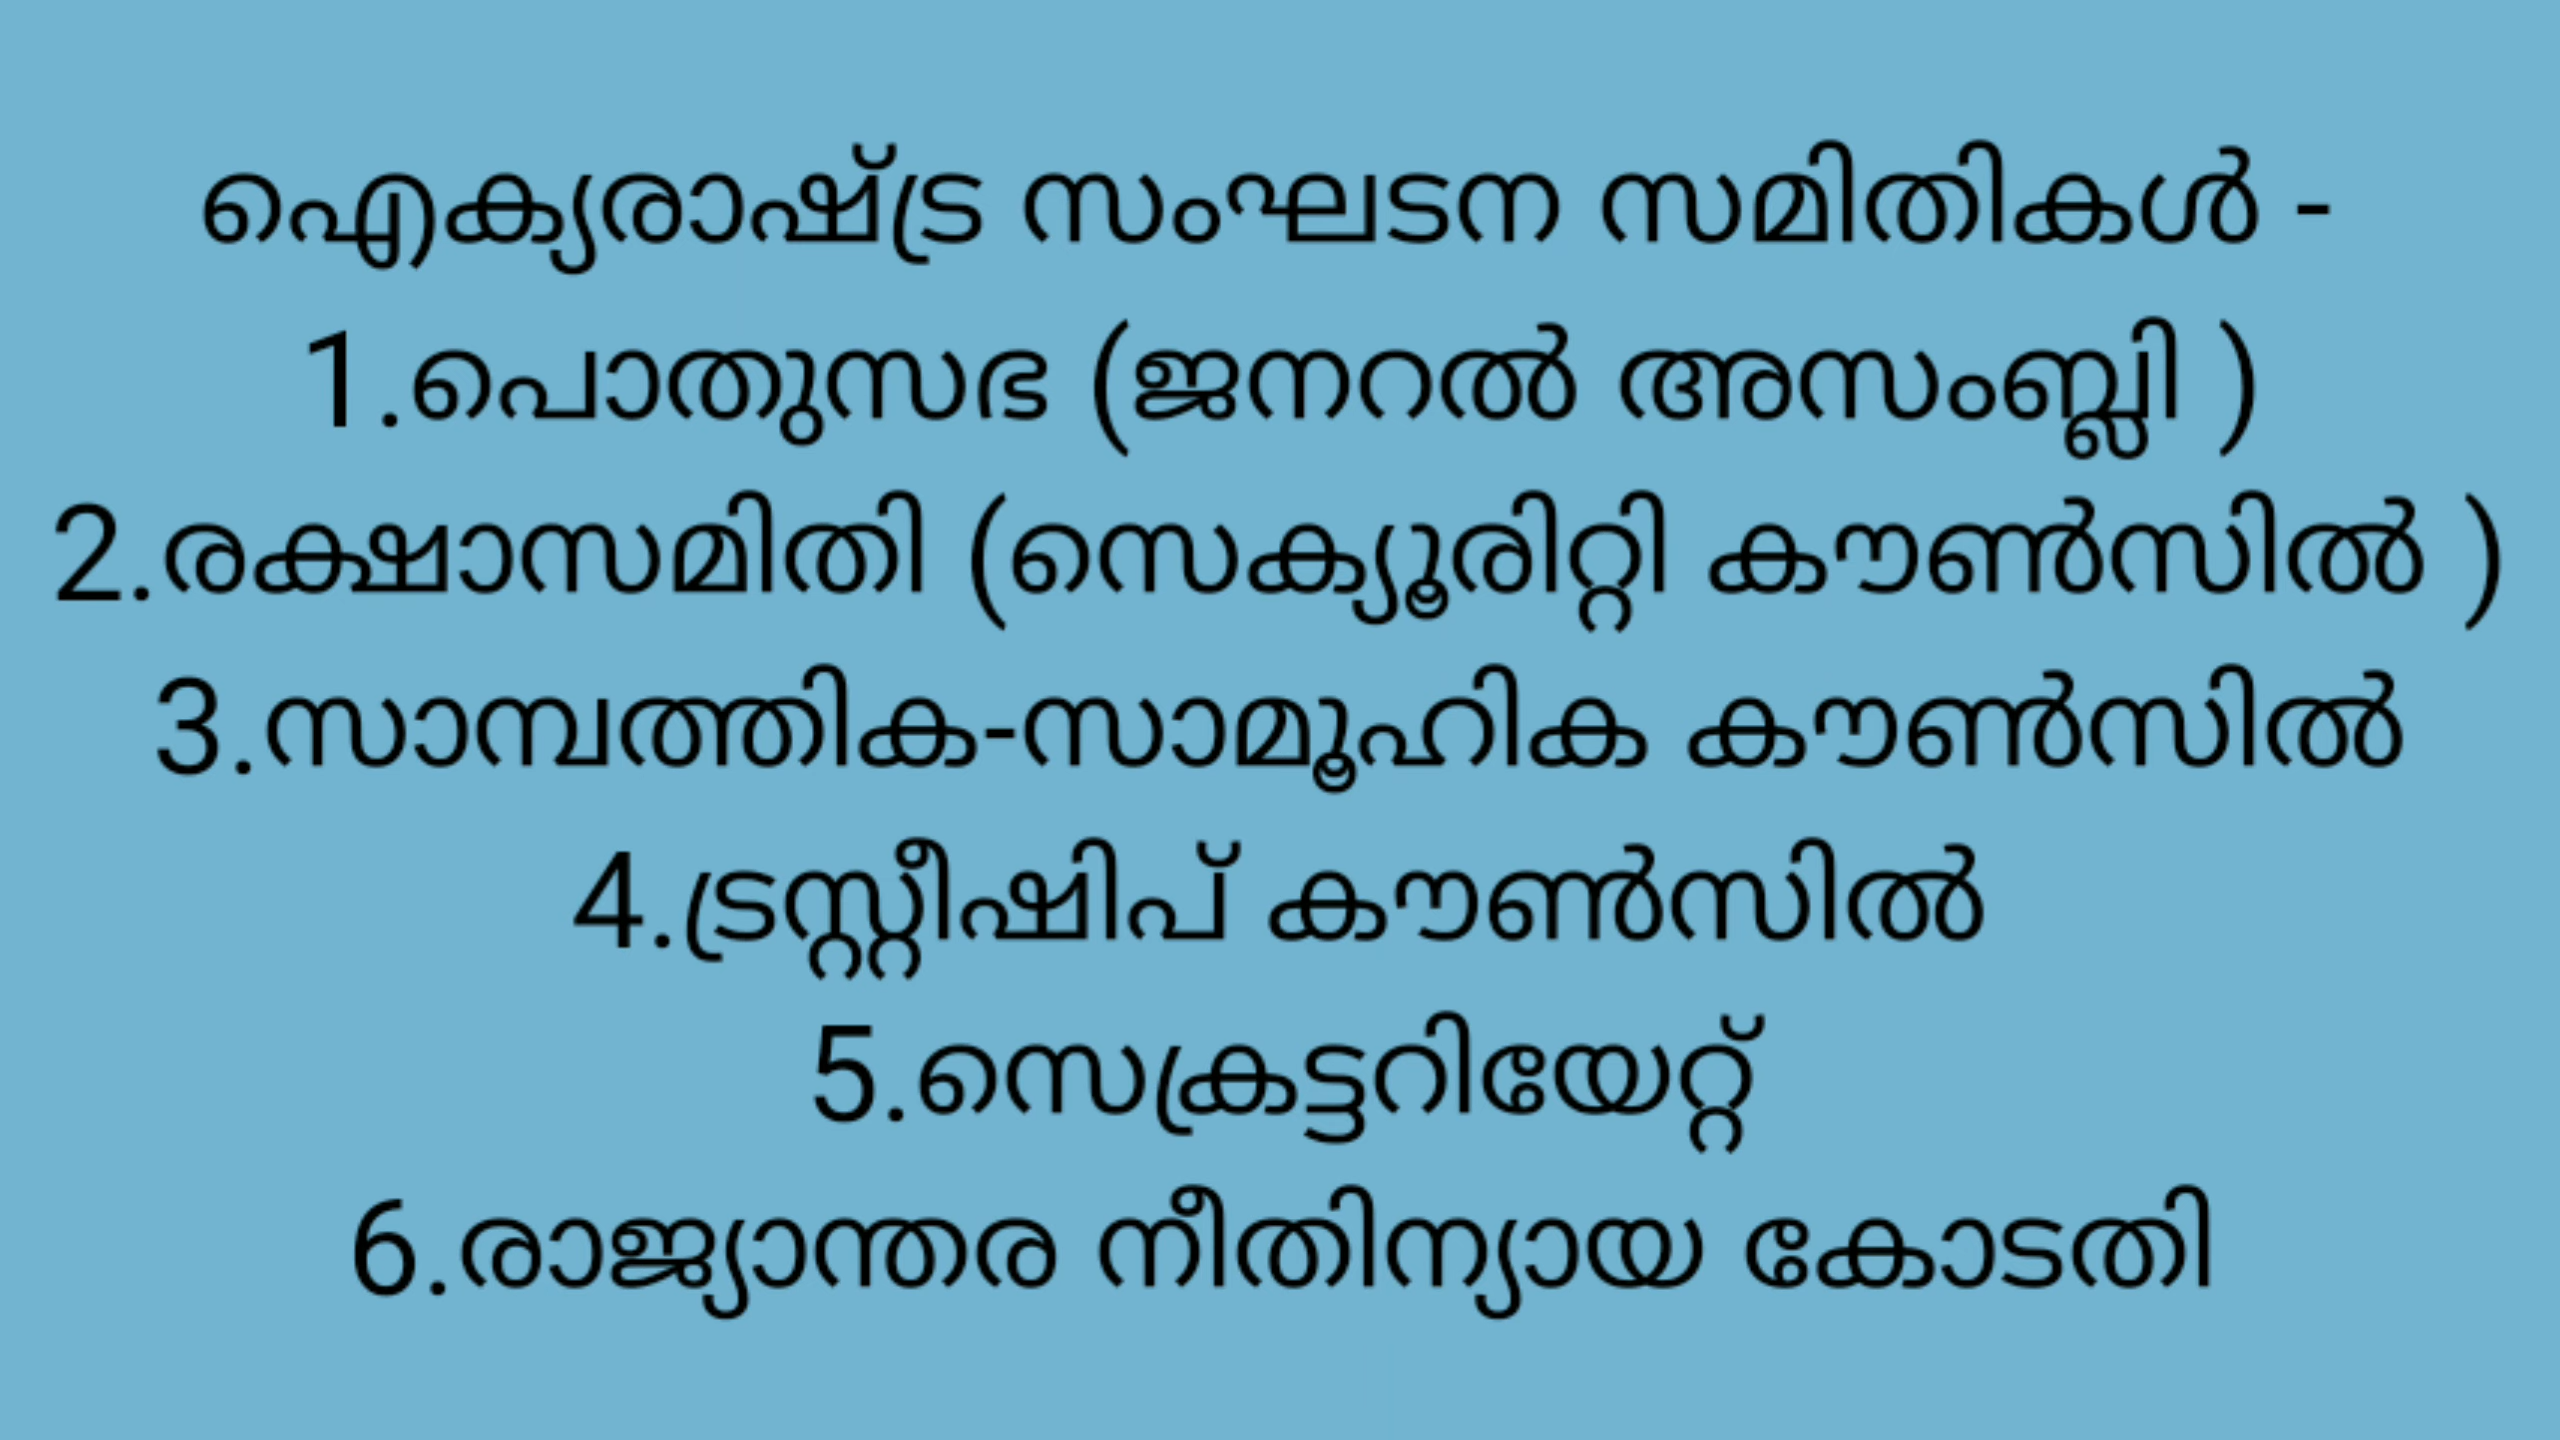 ഐക്യരാഷ്ട്ര സംഘടന സമിതികൾ -
1.പൊതുസഭ (ജനറൽ അസംബ്ലി )
2.രക്ഷാസമിതി (സെക്യൂരിറ്റി കൗൺസിൽ )
3.സാമ്പത്തിക-സാമൂഹിക കൗൺസിൽ
4.ട്രസ്റ്റീഷിപ് കൗൺസിൽ
5.സെക്രട്ടറിയേറ്റ്
6.രാജ്യാന്തര നീതിന്യായ കോടതി